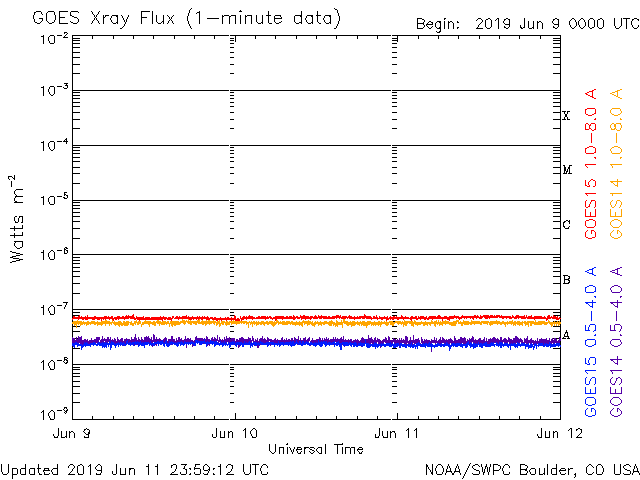 GOES Xray Flux (1-minute data)
Begin: 2019 Jun 9 0000 UTC
10-2
10-3
10-4
10-5
10-6
10-7
10-8
10-9
Watts m-2
X
M
C
B
A
GOES15 1.0-8.0 A
GOES14 1.0-8.0 A
GOES15 0.5-4.0 A
GOES14 0.5-4.0 A
Jun 9
Jun 10
Jun 11
Jun 12
Universal Time
Updated 2019 Jun 11 23:59:12 UTC
NOAA/SWPC Boulder, CO USA